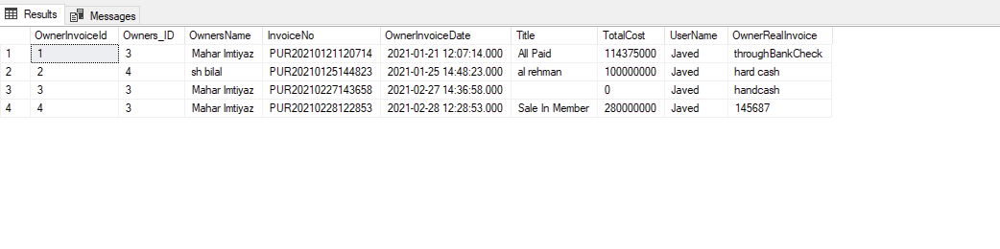 Results Messages
OwnerInvoiceId Owners_ID OwnersName InvoiceNo OwnerInvoiceDate Title TotalCost UserName OwnerRealInvoice
1 1 3 Mahar Imtiyaz PUR20210121120714 2021-01-21 12:07:14.000 All Paid 114375000 Javed throughBankCheck
2 2 4 sh bilal PUR20210125144823 2021-01-25 14:48:23.000 al rehman 100000000 Javed hard cash
3 3 3 Mahar Imtiyaz PUR20210227143658 2021-02-27 14:36:58.000 0 Javed handcash
4 4 3 Mahar Imtiyaz PUR20210228122853 2021-02-28 12:28:53.000 Sale In Member 280000000 Javed 145687